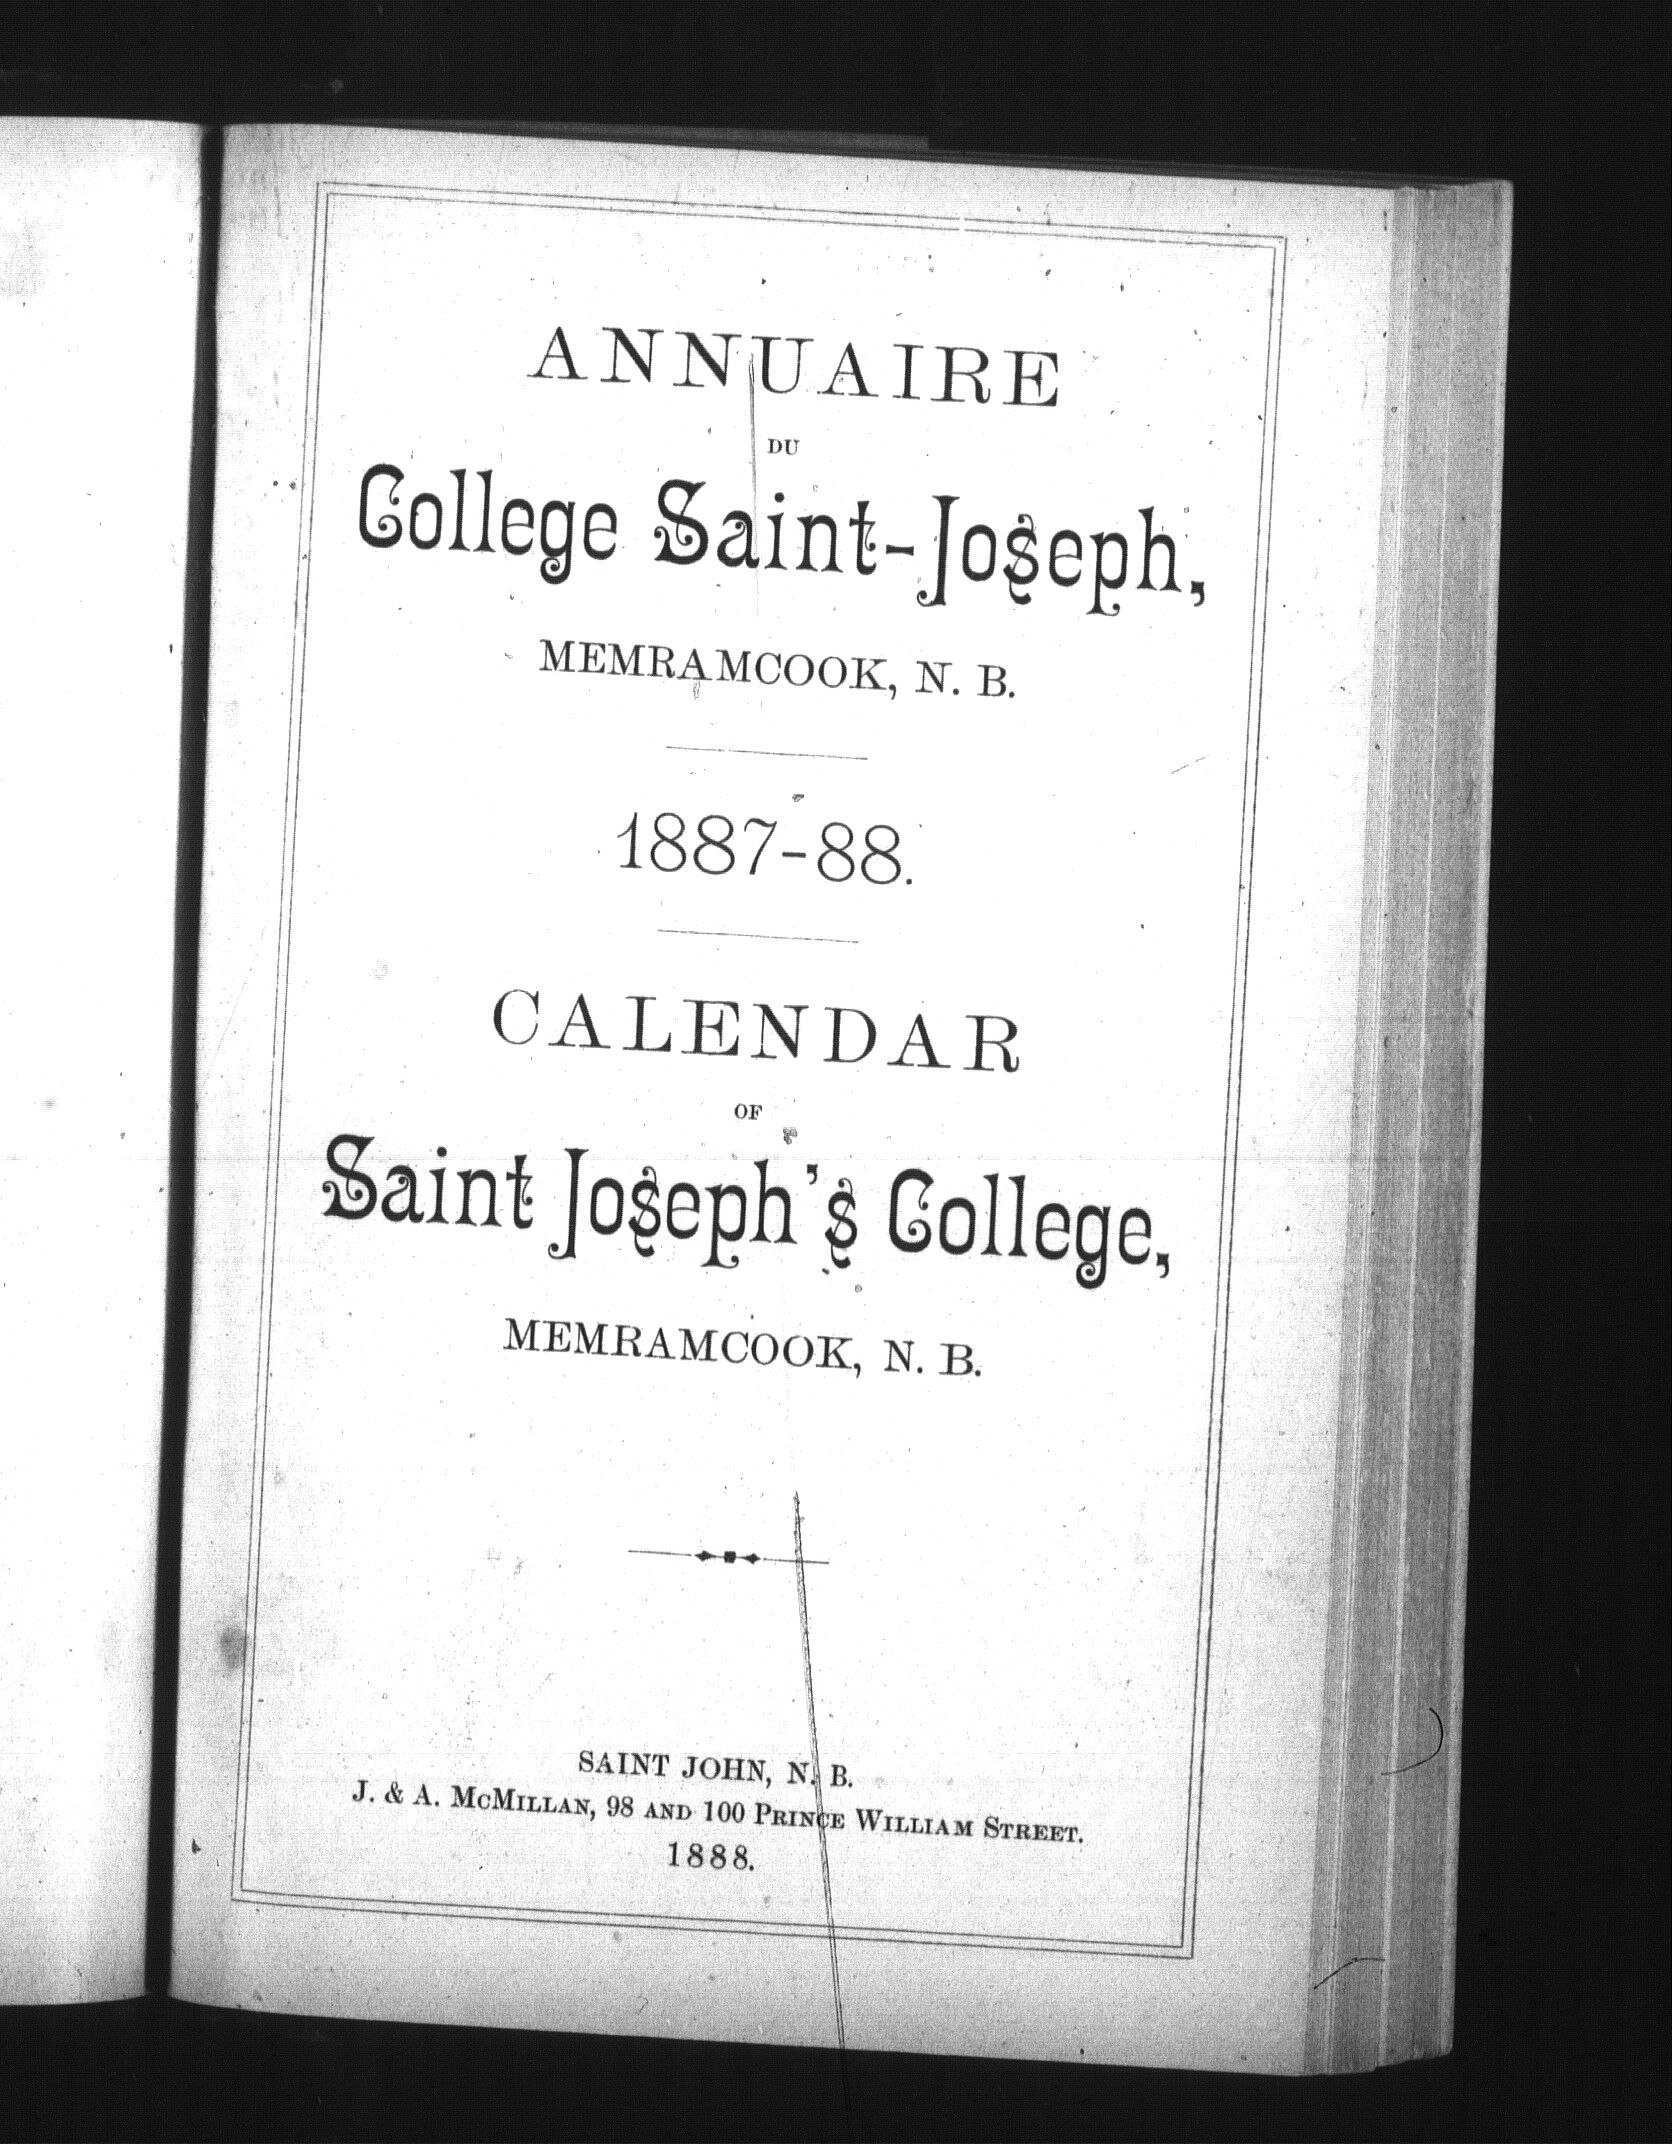 ANNUAIRE
DU
College Saint-Joseph,
MEMRAMCOOK, N. B.
1887-88.
CALENDAR
OF
Saint Joseph's College,
MEMRAMCOOK, N. B.
SAINT JOHN, N. B.
J. & A. McMillan, 98 and 100 Prince William Street.
1888.